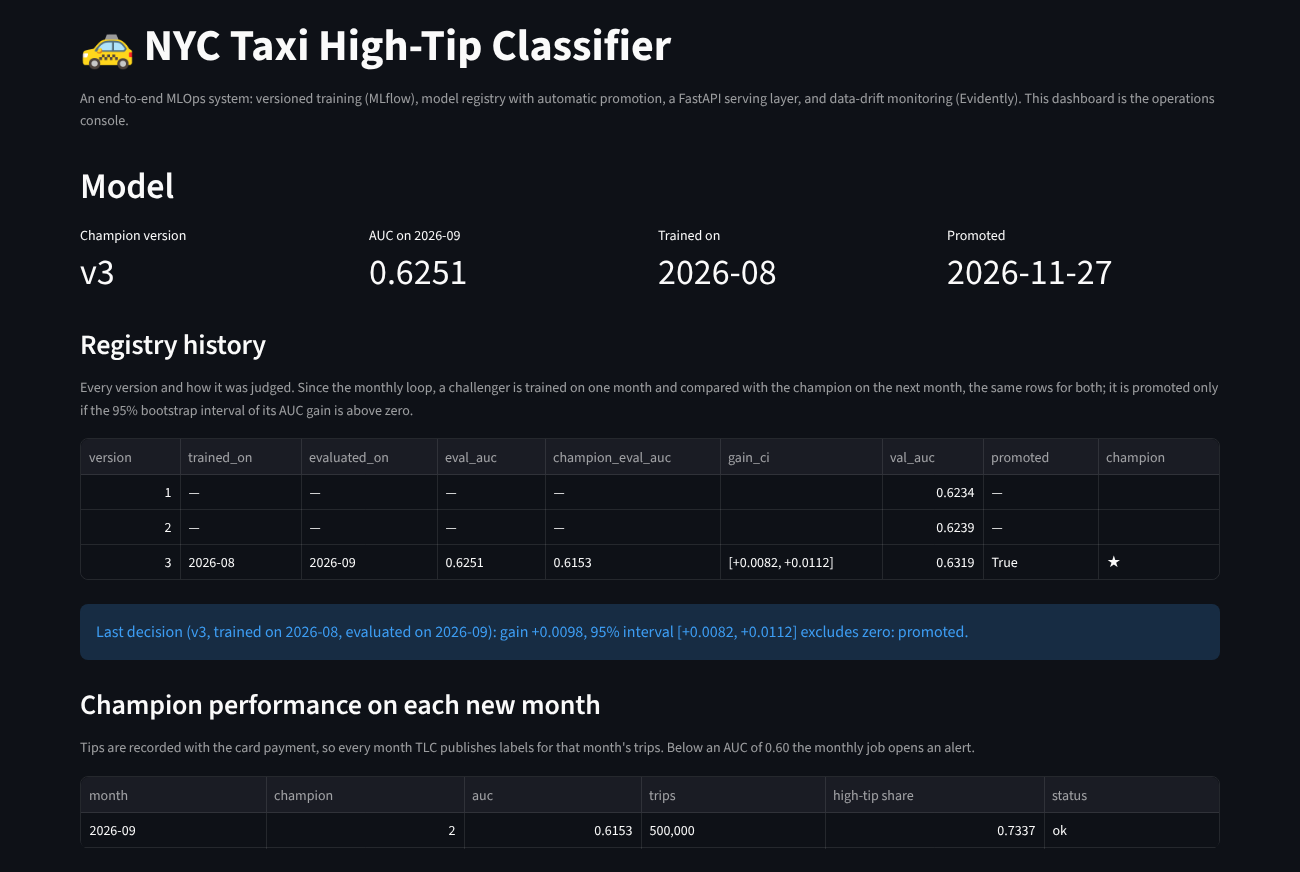 🚕 NYC Taxi High-Tip Classifier
An end-to-end MLOps system: versioned training (MLflow), model registry with automatic promotion, a FastAPI serving layer, and data-drift monitoring (Evidently). This dashboard is the operations
console.
Model
Champion version AUC on 2026-09 Trained on Promoted
v3 0.6251 2026-08 2026-11-27
Registry history
Every version and how it was judged. Since the monthly loop, a challenger is trained on one month and compared with the champion on the next month, the same rows for both; it is promoted only
if the 95% bootstrap interval of its AUC gain is above zero.
version trained_on evaluated_on eval_auc champion_eval_auc gain_ci val_auc promoted champion
1 — — — — 0.6234 —
2 — — — — 0.6239 —
3 2026-08 2026-09 0.6251 0.6153 [+0.0082, +0.0112] 0.6319 True ★
Last decision (v3, trained on 2026-08, evaluated on 2026-09): gain +0.0098, 95% interval [+0.0082, +0.0112] excludes zero: promoted.
Champion performance on each new month
Tips are recorded with the card payment, so every month TLC publishes labels for that month's trips. Below an AUC of 0.60 the monthly job opens an alert.
month champion auc trips high-tip share status
2026-09 2 0.6153 500,000 0.7337 ok